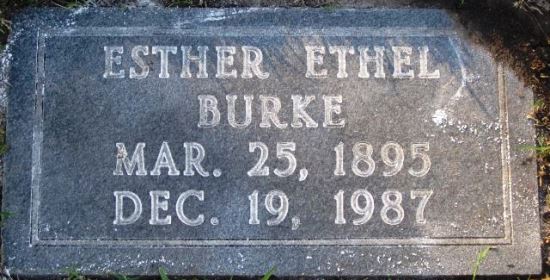 ESTHER ETHEL
BURKE
MAR. 25, 1895
DEC. 19, 1987